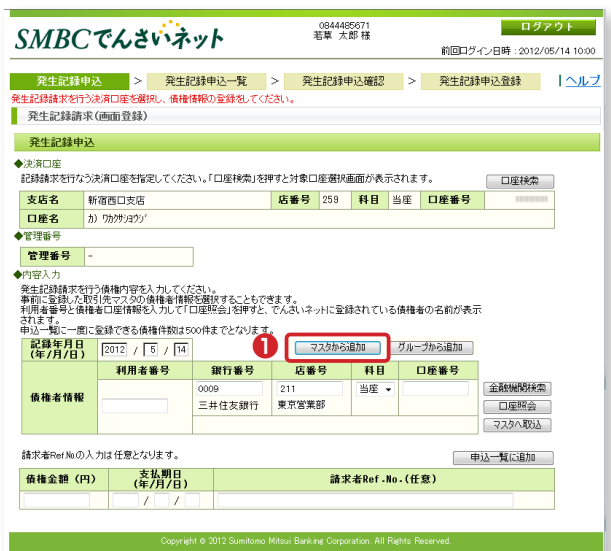 SMBCでんさいネット
0844485671
若草 太郎 様
ログアウト
前回ログイン日時：2012/05/14 10:00
発生記録申込 > 発生記録申込一覧 > 発生記録申込確認 > 発生記録申込登録 | ヘルプ
発生記録請求を行う決済口座を選択し、債権情報の登録をしてください。
発生記録請求(画面登録)
発生記録申込
◆決済口座
記録請求を行なう決済口座を指定してください。「口座検索」を押すと対象口座選択画面が表示されます。 口座検索
支店名 新宿西口支店 店番号 259 科目 当座 口座番号
口座名 カ）ワカクサシヨウジ
◆管理番号
管理番号 -
◆内容入力
発生記録請求を行う債権内容を入力してください。
事前に登録した取引先マスタの債権者情報を選択することもできます。
利用者番号と債権者口座情報を入力して「口座照会」を押すと、でんさいネットに登録されている債権者の名前が表示
されます。
申込一覧に一度に登録できる債権件数は500件までとなります。
記録年月日
(年/月/日) 2012 / 5 / 14 1 マスタから追加 グループから追加
利用者番号 銀行番号 店番号 科目 口座番号
債権者情報 0009 211 当座 金融機関検索
三井住友銀行 東京営業部 口座照会
マスタへ取込
請求者Ref.No.の入力は任意となります。 申込一覧に追加
債権金額（円） 支払期日
(年/月/日) 請求者Ref.No.(任意)
/ /
Copyright © 2012 Sumitomo Mitsui Banking Corporation. All Rights Reserved.